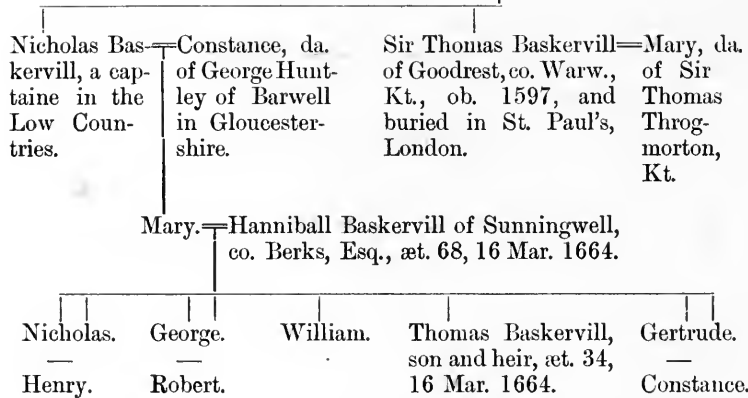 Nicholas Bas-
kervill, a cap-
taine in the
Low Coun-
tries.
Constance, da.
of George Hunt-
ley of Barwell
in Gloucester-
shire.
Sir Thomas Baskervill
of Goodrest, co. Warw.,
Kt., ob. 1597, and
buried in St. Paul's,
London.
Mary, da.
of Sir
Thomas
Throg-
morton,
Kt.
Mary.
Hanniball Baskervill of Sunningwell,
co. Berks, Esq., æt. 68, 16 Mar. 1664.
Nicholas.
—
Henry.
George.
—
Robert.
William.
Thomas Baskervill,
son and heir, æt. 34,
16 Mar. 1664.
Gertrude.
—
Constance.